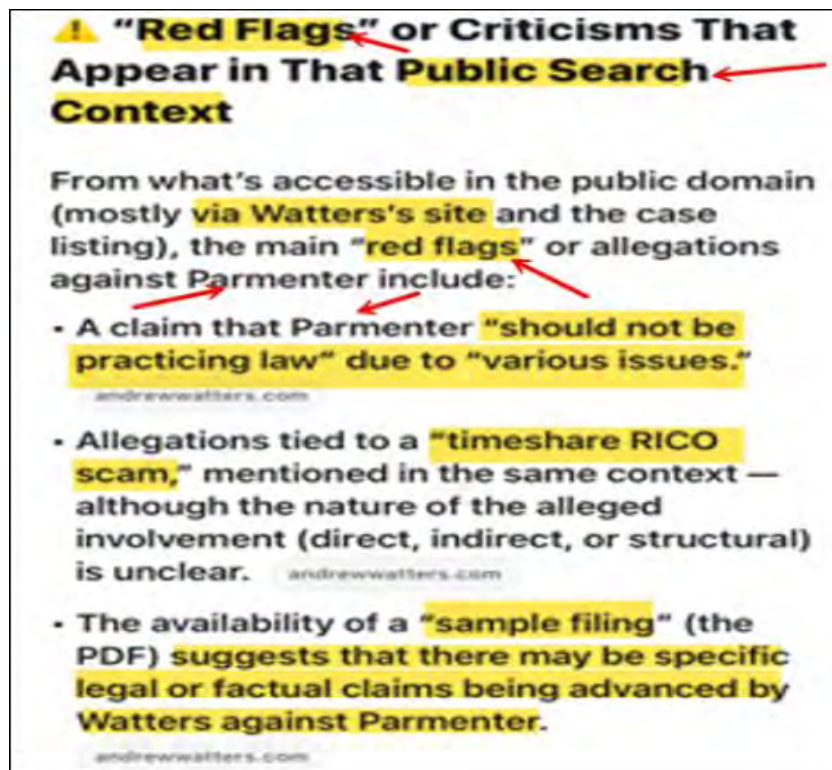 ⚠ “Red Flags” or Criticisms That
Appear in That Public Search
Context
From what’s accessible in the public domain
(mostly via Watters’s site and the case
listing), the main “red flags” or allegations
against Parmenter include:
• A claim that Parmenter “should not be
practicing law” due to “various issues.”
andrewwatters.com
• Allegations tied to a “timeshare RICO
scam,” mentioned in the same context —
although the nature of the alleged
involvement (direct, indirect, or structural)
is unclear. andrewwatters.com
• The availability of a “sample filing” (the
PDF) suggests that there may be specific
legal or factual claims being advanced by
Watters against Parmenter.
andrewwatters.com